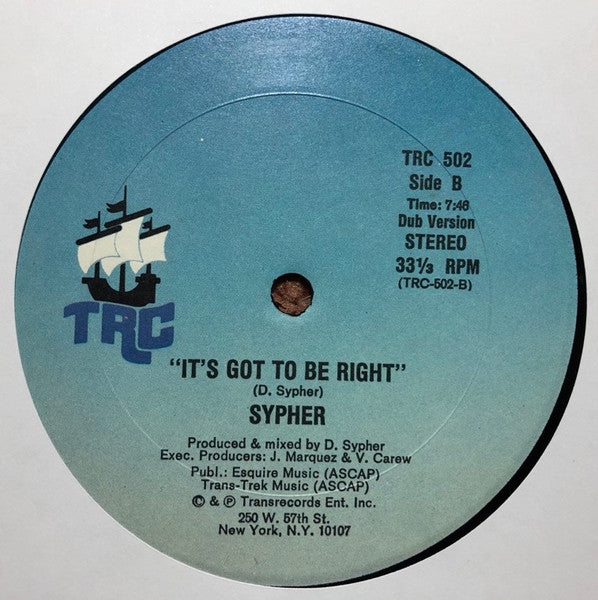 TRC 502
Side B
Time: 7:46
Dub Version
STEREO
33⅓ RPM
(TRC-502-B)
TRC
"IT'S GOT TO BE RIGHT"
(D. Sypher)
SYPHER
Produced & mixed by D. Sypher
Exec. Producers: J. Marquez & V. Carew
Publ.: Esquire Music (ASCAP)
Trans-Trek Music (ASCAP)
© & ℗ Transrecords Ent. Inc.
250 W. 57th St.
New York, N.Y. 10107